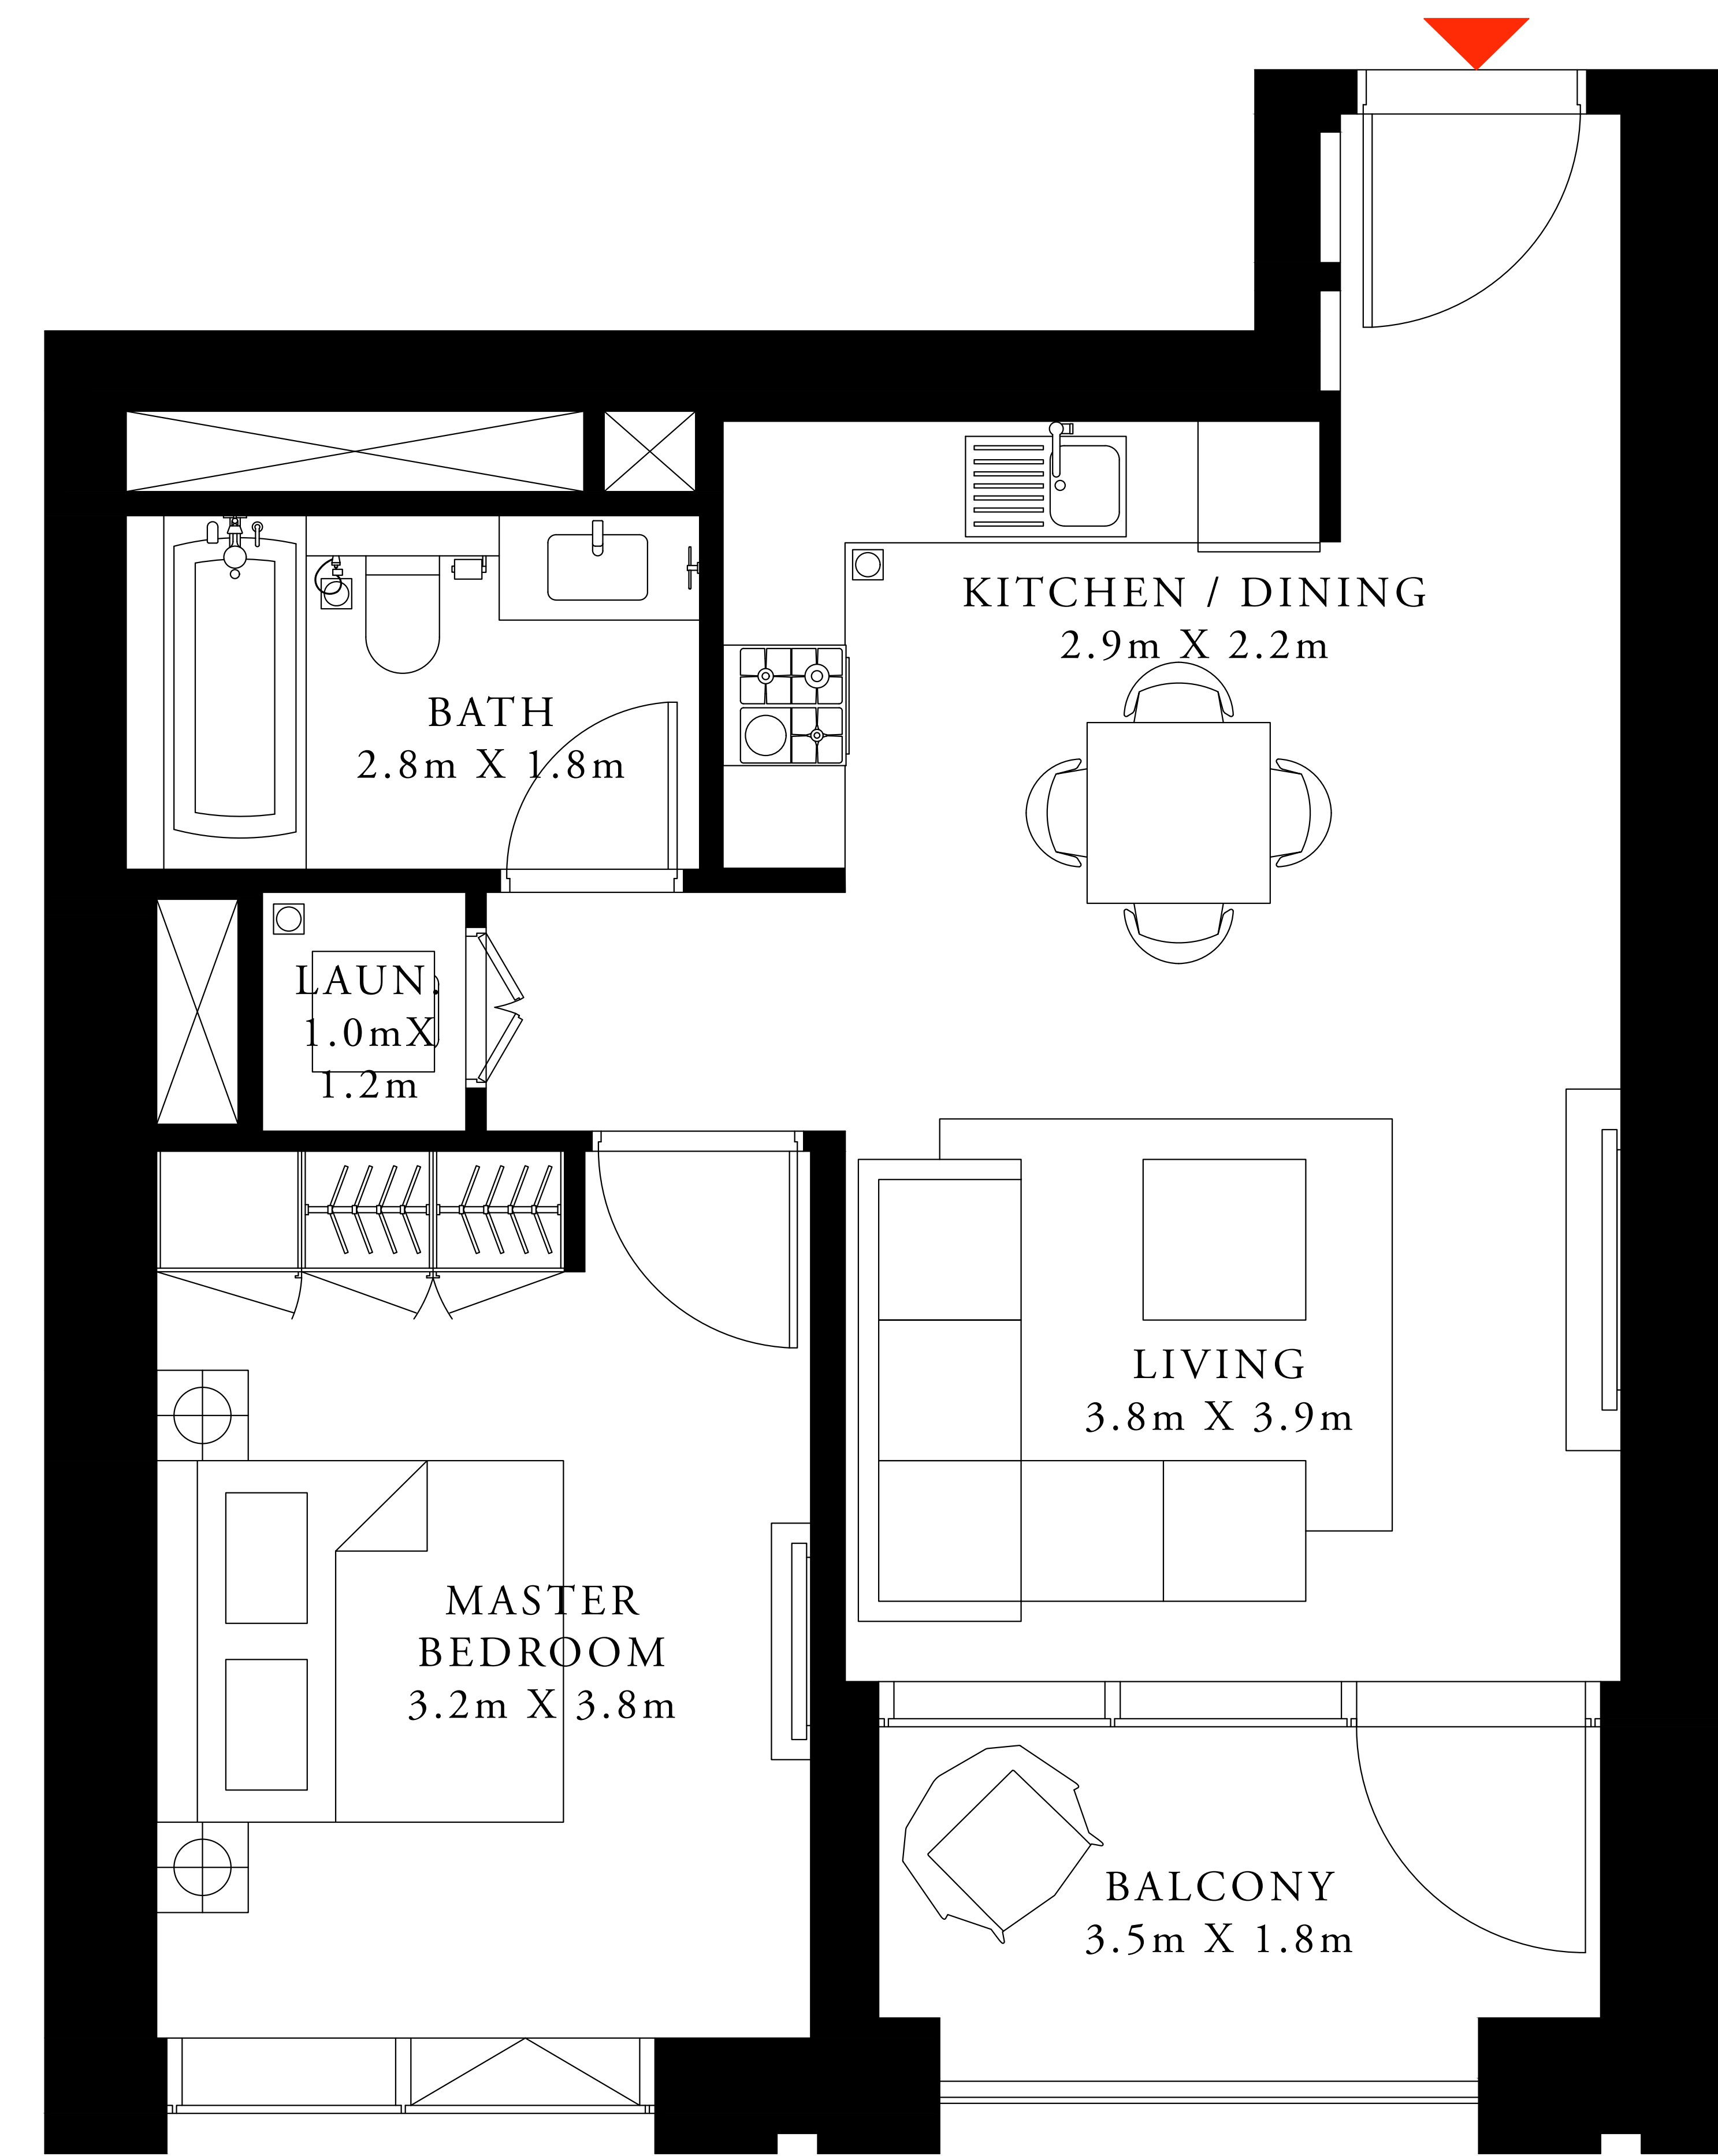 KITCHEN / DINING
2.9m X 2.2m
BATH
2.8m X 1.8m
LAUN.
1.0mX
1.2m
LIVING
3.8m X 3.9m
MASTER
BEDROOM
3.2m X 3.8m
BALCONY
3.5m X 1.8m